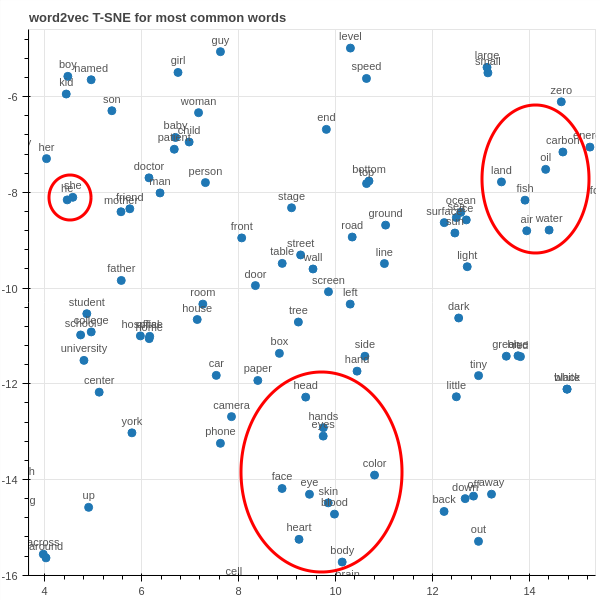 word2vec T-SNE for most common words
level
guy
boy
named
girl
large
small
speed
kid
zero
-6
son
woman
end
baby
child
patient
carbon
her
oil
doctor
person
bottom
top
land
she
he
man
-8
friend
mother
stage
fish
ocean
surface
ground
air
water
front
road
street
table
wall
line
light
father
door
screen
-10
student
room
left
college
school
house
tree
dark
hospital
home
box
side
university
hand
car
paper
tiny
white
-12
center
head
little
camera
hands
york
eyes
phone
h
face
eye
color
-14
down
away
g
up
skin
back
blood
heart
out
across
around
body
cell
brain
-16
4
6
8
10
12
14